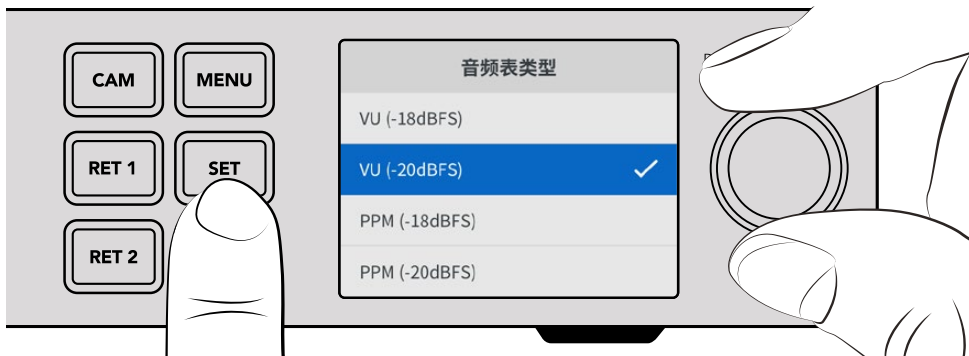 CAM
MENU
RET 1
SET
RET 2
音频表类型
VU (-18dBFS)
VU (-20dBFS)
PPM (-18dBFS)
PPM (-20dBFS)